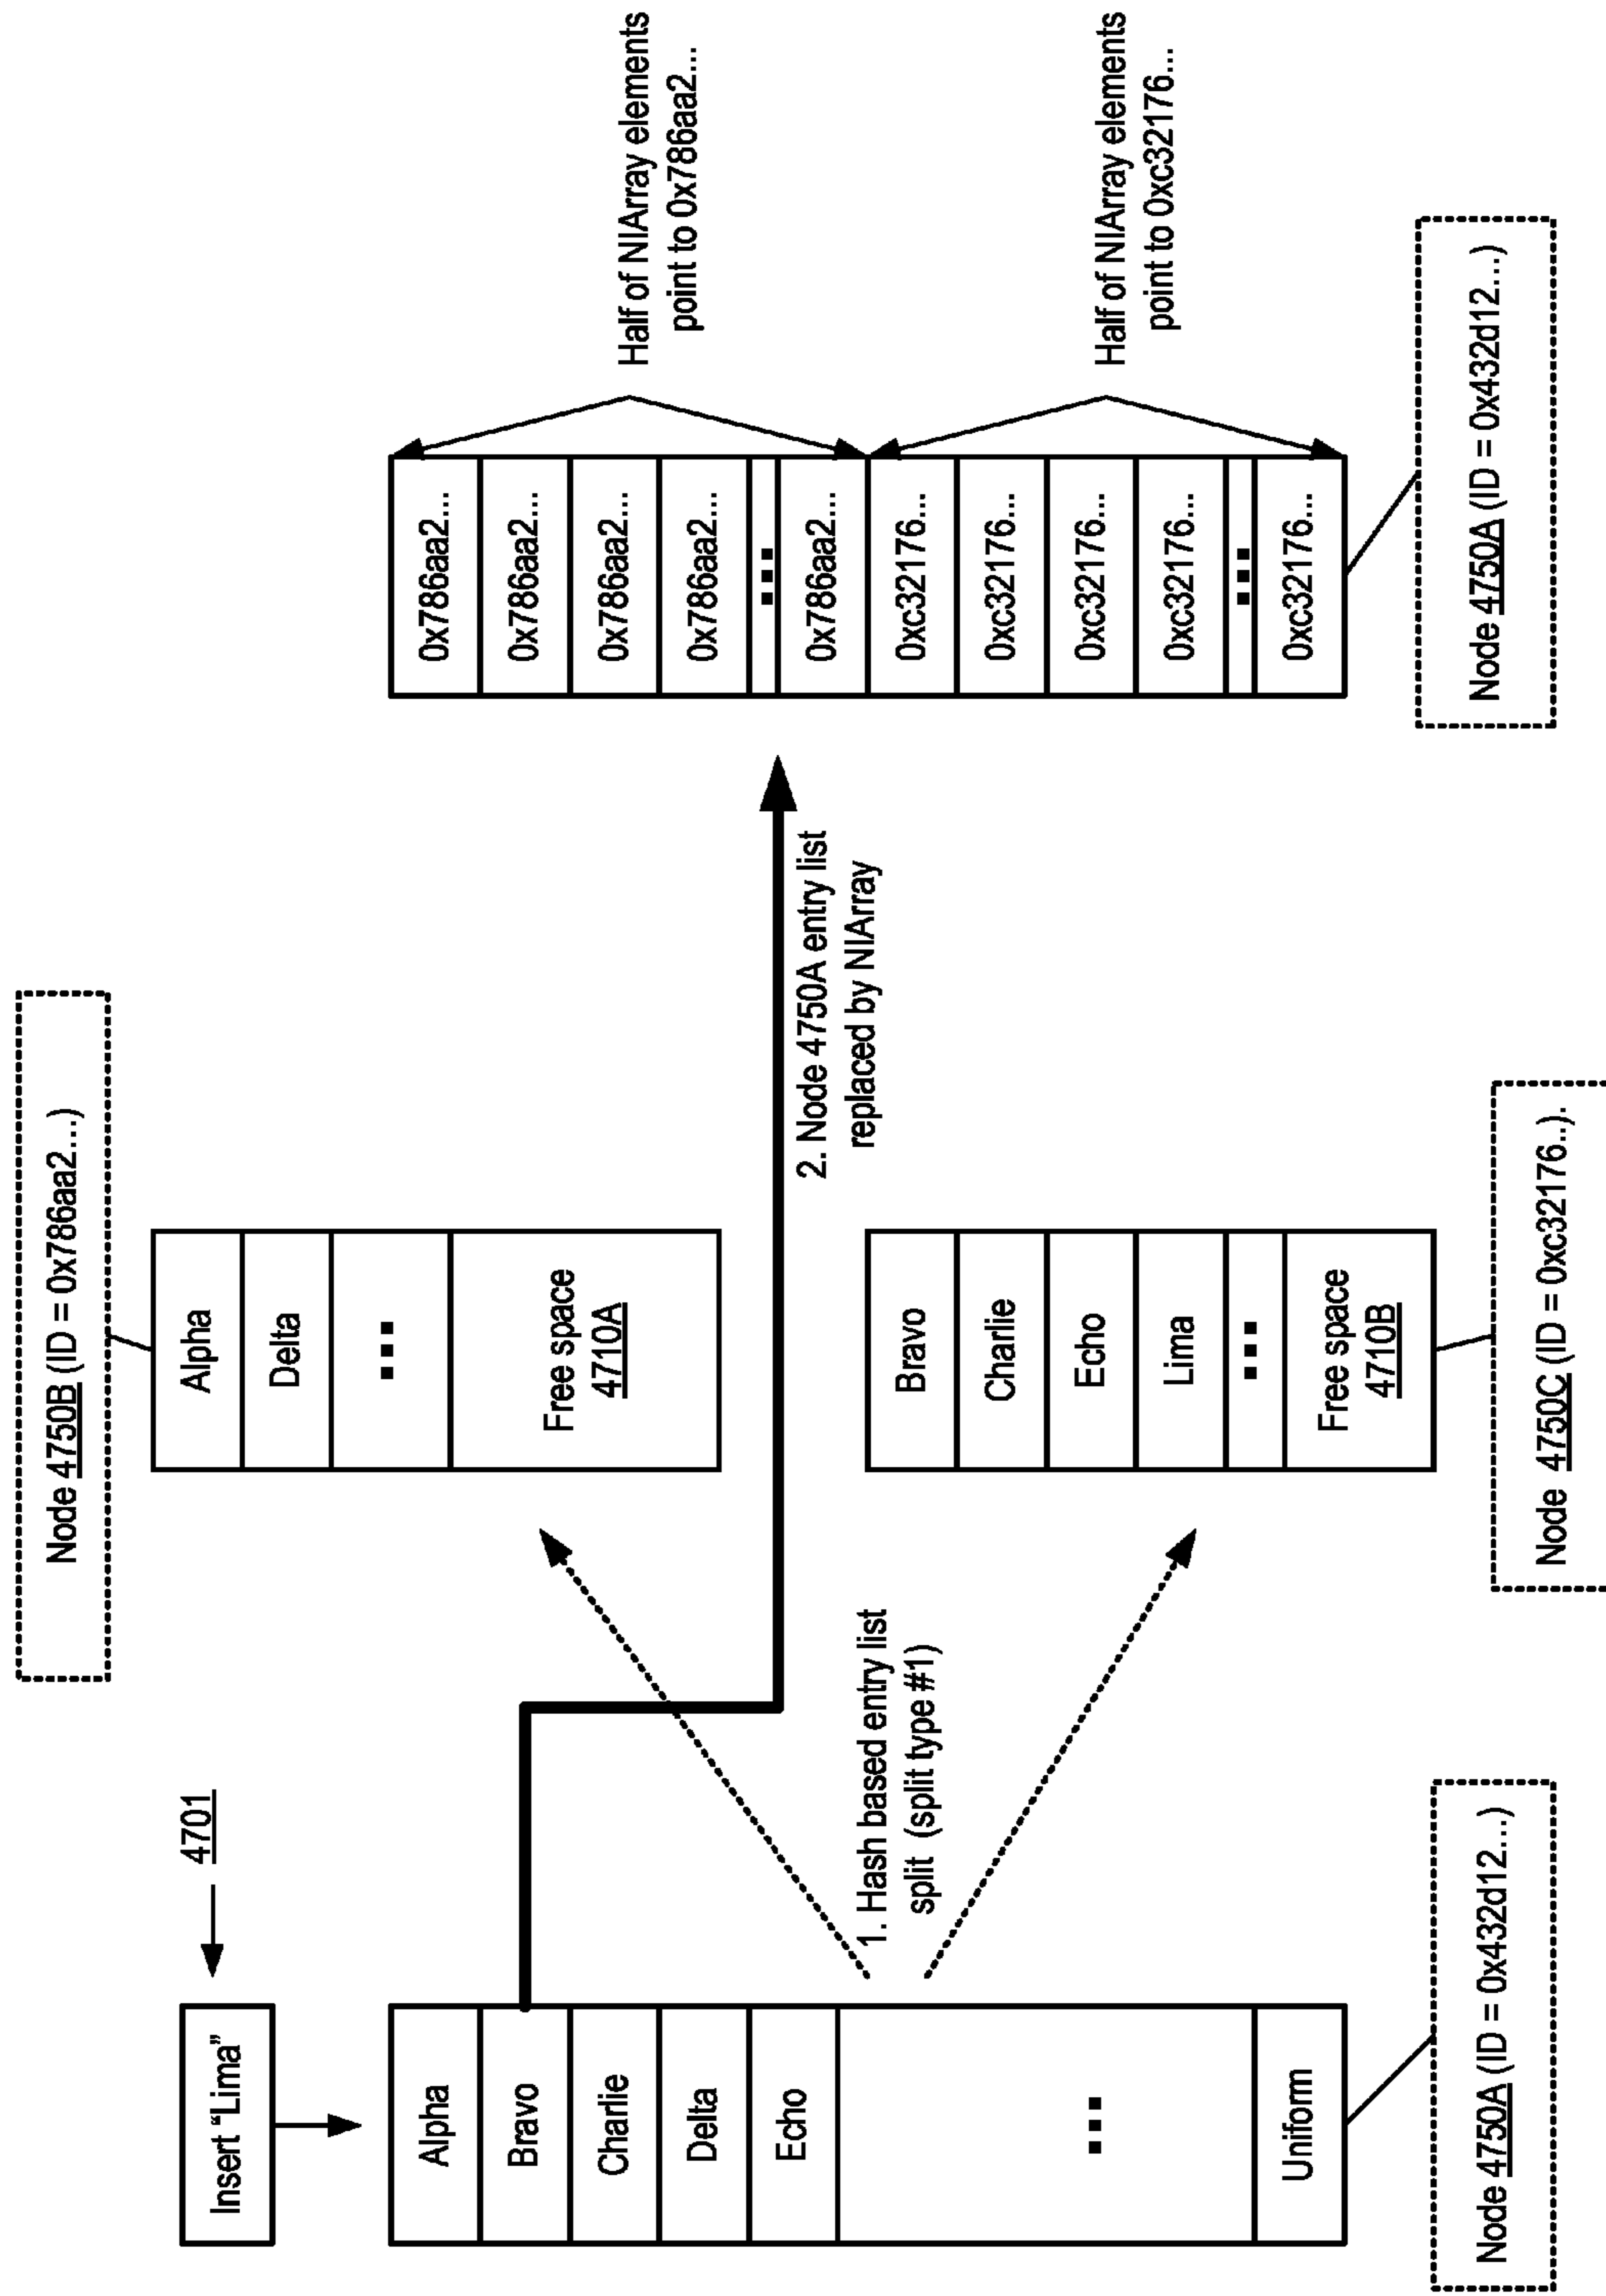 4701
Insert “Lima”
Alpha
Bravo
Charlie
Delta
Echo
...
Uniform
Node 4750A (ID = 0x432d12...)
1. Hash based entry list
split (split type #1)
Node 4750B (ID = 0x786aa2...)
Alpha
Delta
...
Free space
4710A
Bravo
Charlie
Echo
Lima
...
Free space
4710B
Node 4750C (ID = 0xc32176..).
2. Node 4750A entry list
replaced by NIArray
0x786aa2...
0x786aa2...
0x786aa2...
0x786aa2...
...
0x786aa2...
0xc32176...
0xc32176...
0xc32176...
0xc32176...
...
0xc32176...
Half of NIArray elements
point to 0x786aa2...
Half of NIArray elements
point to 0xc32176...
Node 4750A (ID = 0x432d12...)